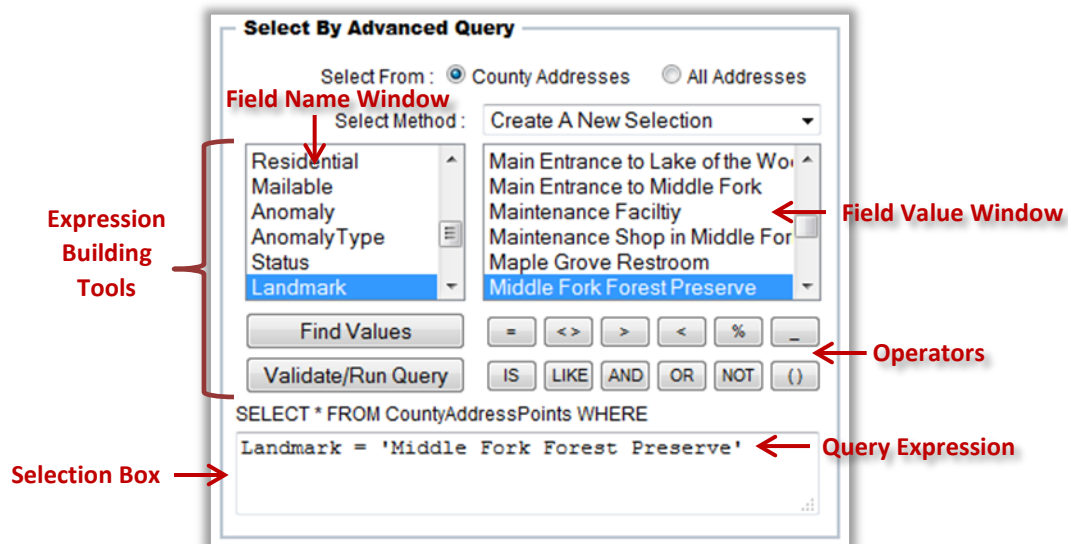 Select By Advanced Query
Select From : County Addresses All Addresses
Field Name Window
Select Method : Create A New Selection
Residential
Mailable
Anomaly
AnomalyType
Status
Landmark
Main Entrance to Lake of the Wo
Main Entrance to Middle Fork
Maintenance Faciltiy
Maintenance Shop in Middle For
Maple Grove Restroom
Middle Fork Forest Preserve
Field Value Window
Expression
Building
Tools
Find Values
= <> > < % _
Operators
Validate/Run Query
IS LIKE AND OR NOT ()
SELECT * FROM CountyAddressPoints WHERE
Landmark = 'Middle Fork Forest Preserve'
Query Expression
Selection Box